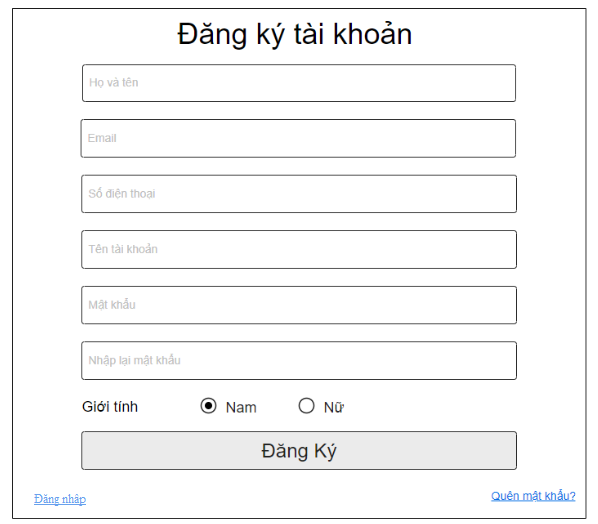 Đăng ký tài khoản
Họ và tên
Email
Số điện thoại
Tên tài khoản
Mật khẩu
Nhập lại mật khẩu
Giới tính Nam Nữ
Đăng Ký
Đăng nhập Quên mật khẩu?